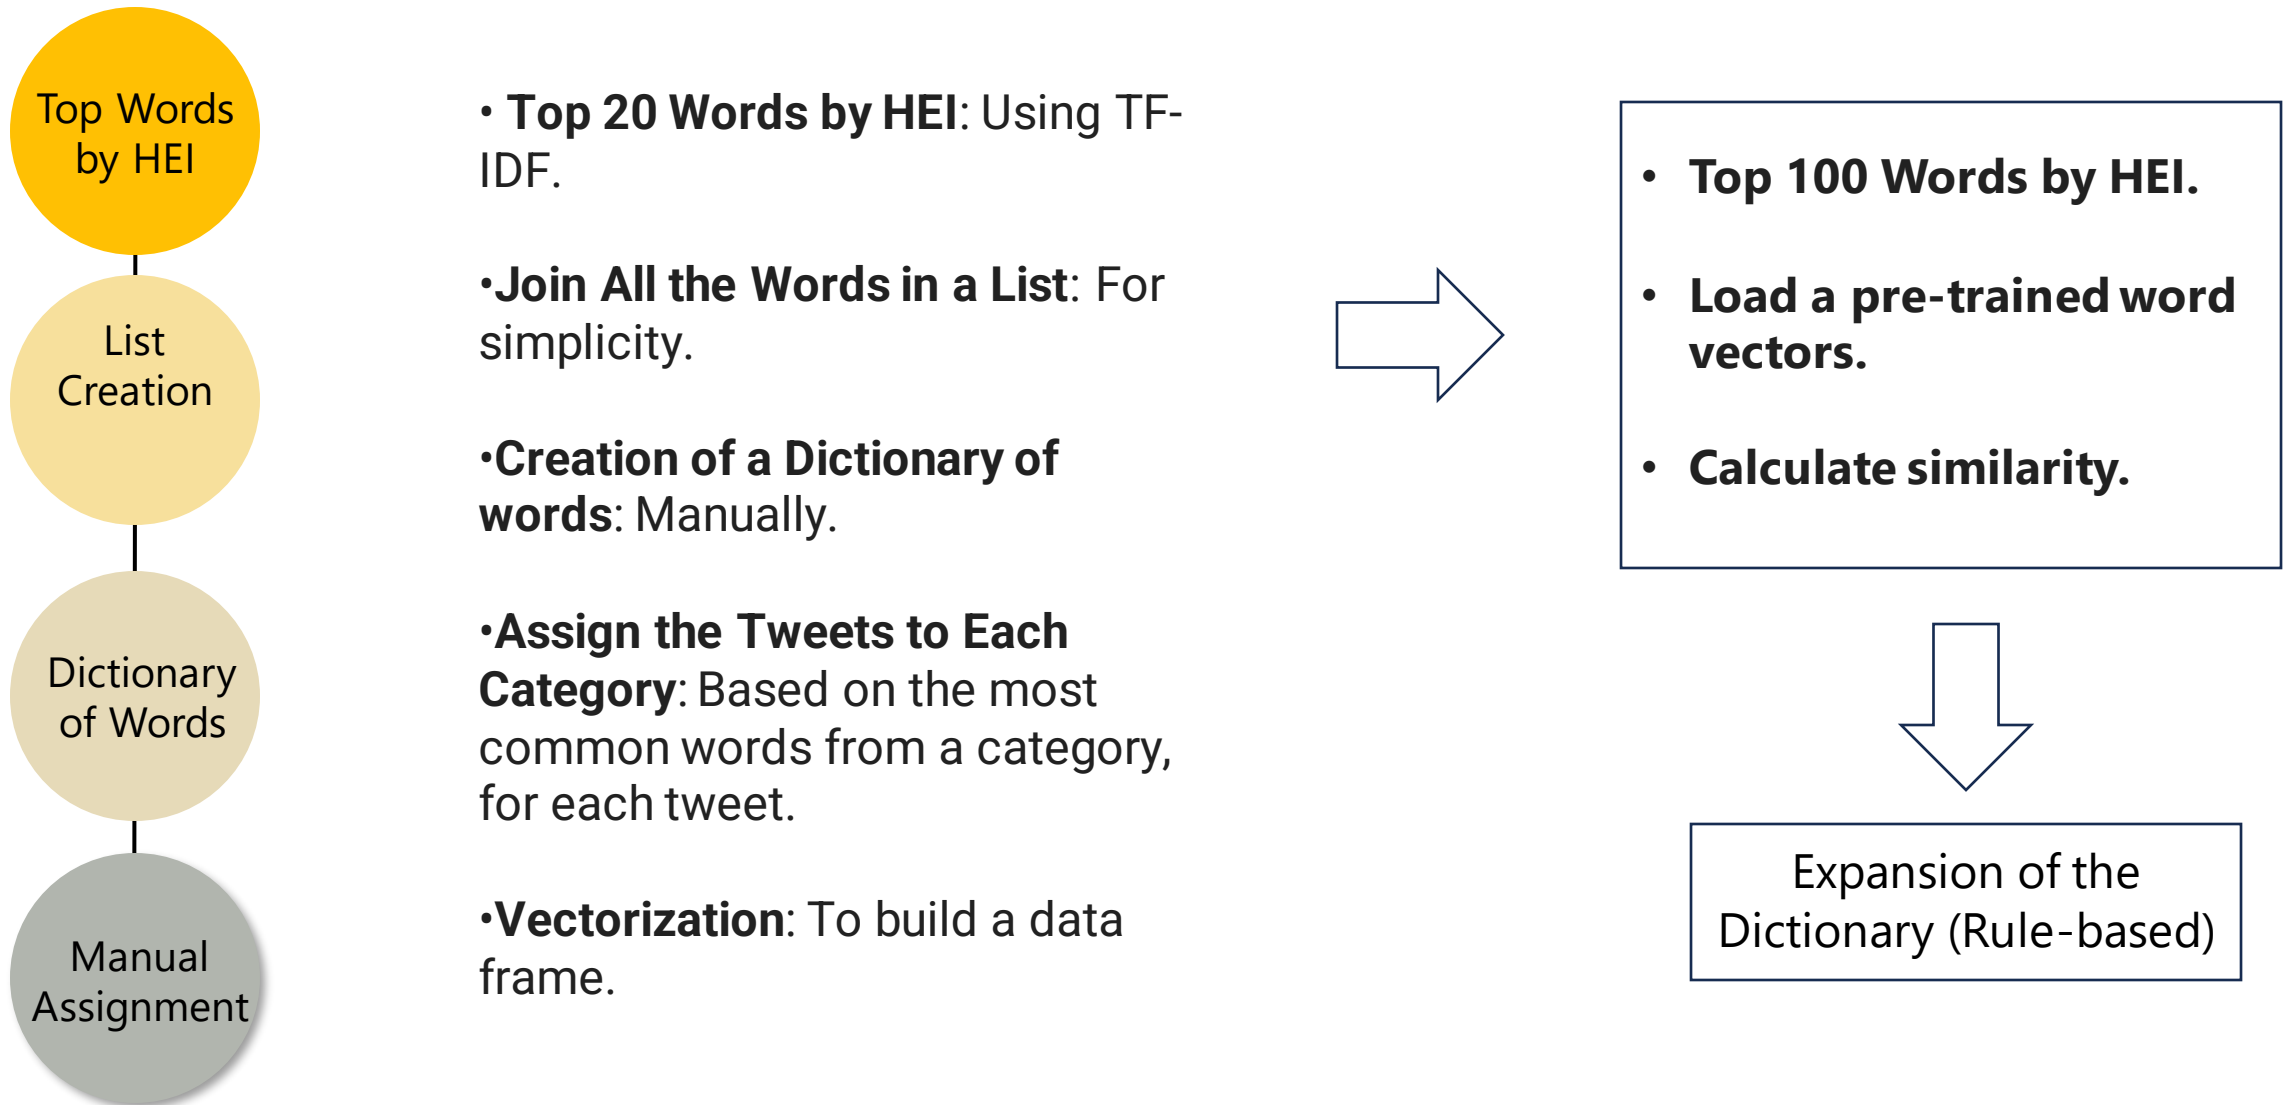 Top Words
by HEI
List
Creation
Dictionary
of Words
Manual
Assignment
• Top 20 Words by HEI: Using TF-
IDF.
•Join All the Words in a List: For
simplicity.
•Creation of a Dictionary of
words: Manually.
•Assign the Tweets to Each
Category: Based on the most
common words from a category,
for each tweet.
•Vectorization: To build a data
frame.
• Top 100 Words by HEI.
• Load a pre-trained word
vectors.
• Calculate similarity.
Expansion of the
Dictionary (Rule-based)